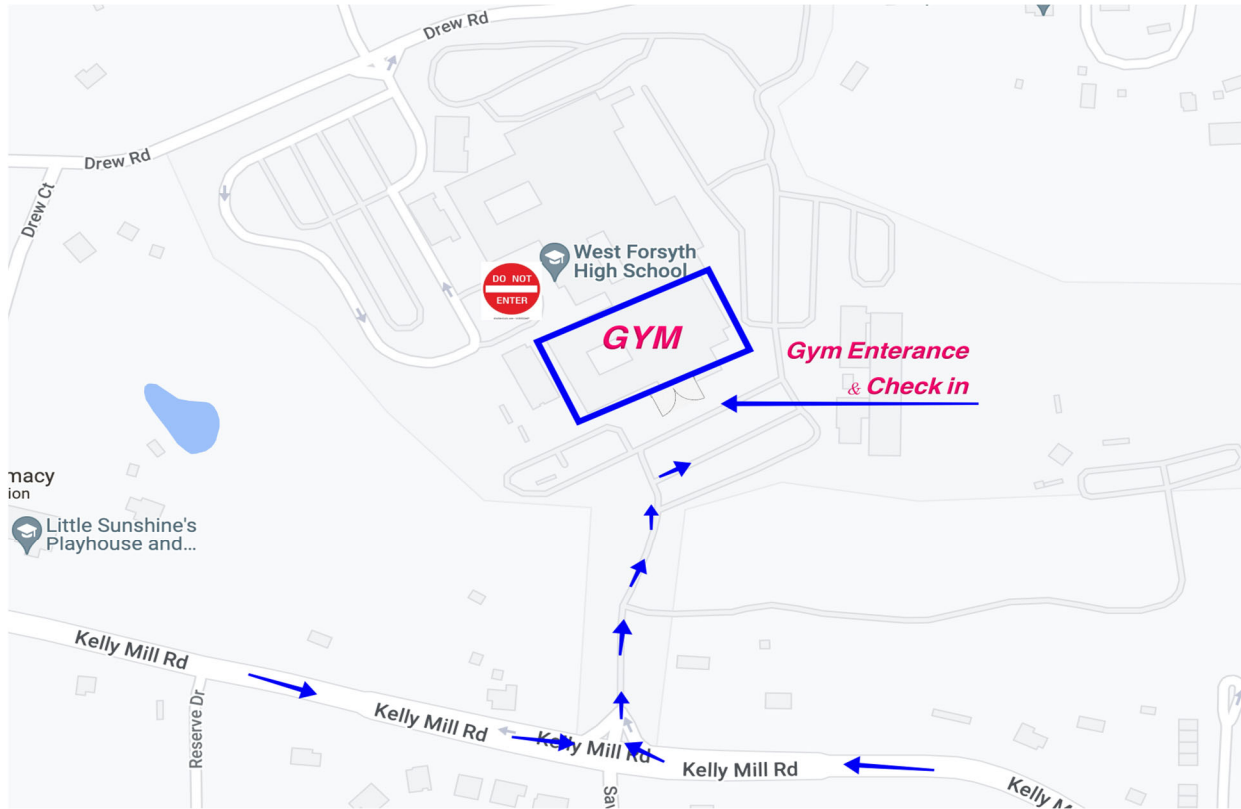 Drew Rd
Drew Rd
Drew Ct
West Forsyth
High School
DO NOT
ENTER
GYM
Gym Enterance
& Check in
macy
ion
Little Sunshine's
Playhouse and...
Kelly Mill Rd
Reserve Dr
Kelly Mill Rd
Kelly Mill Rd
Kelly Mill Rd
Kelly M
Sav